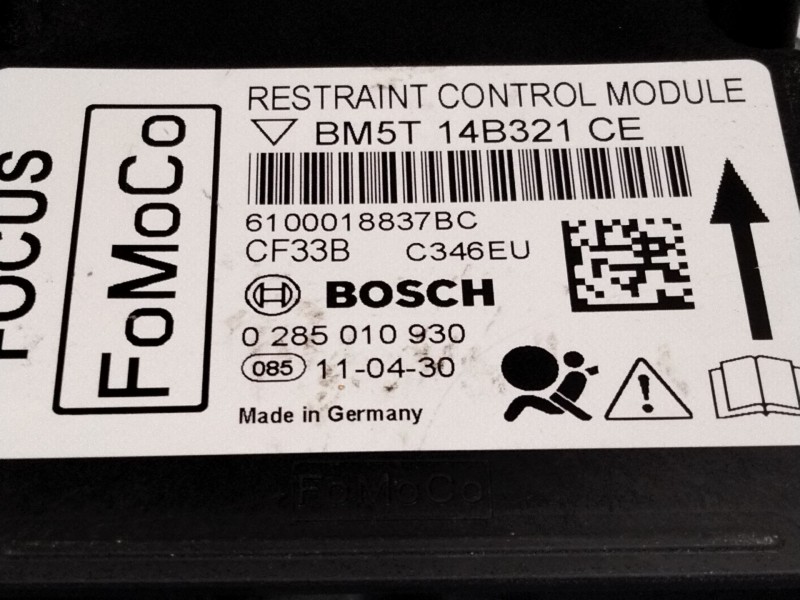 RESTRAINT CONTROL MODULE
BM5T 14B321 CE
6100018837BC
CF33B C346EU
BOSCH
0 285 010 930
085 11-04-30
Made in Germany
FoMoCo
FOCUS
FoMoCo